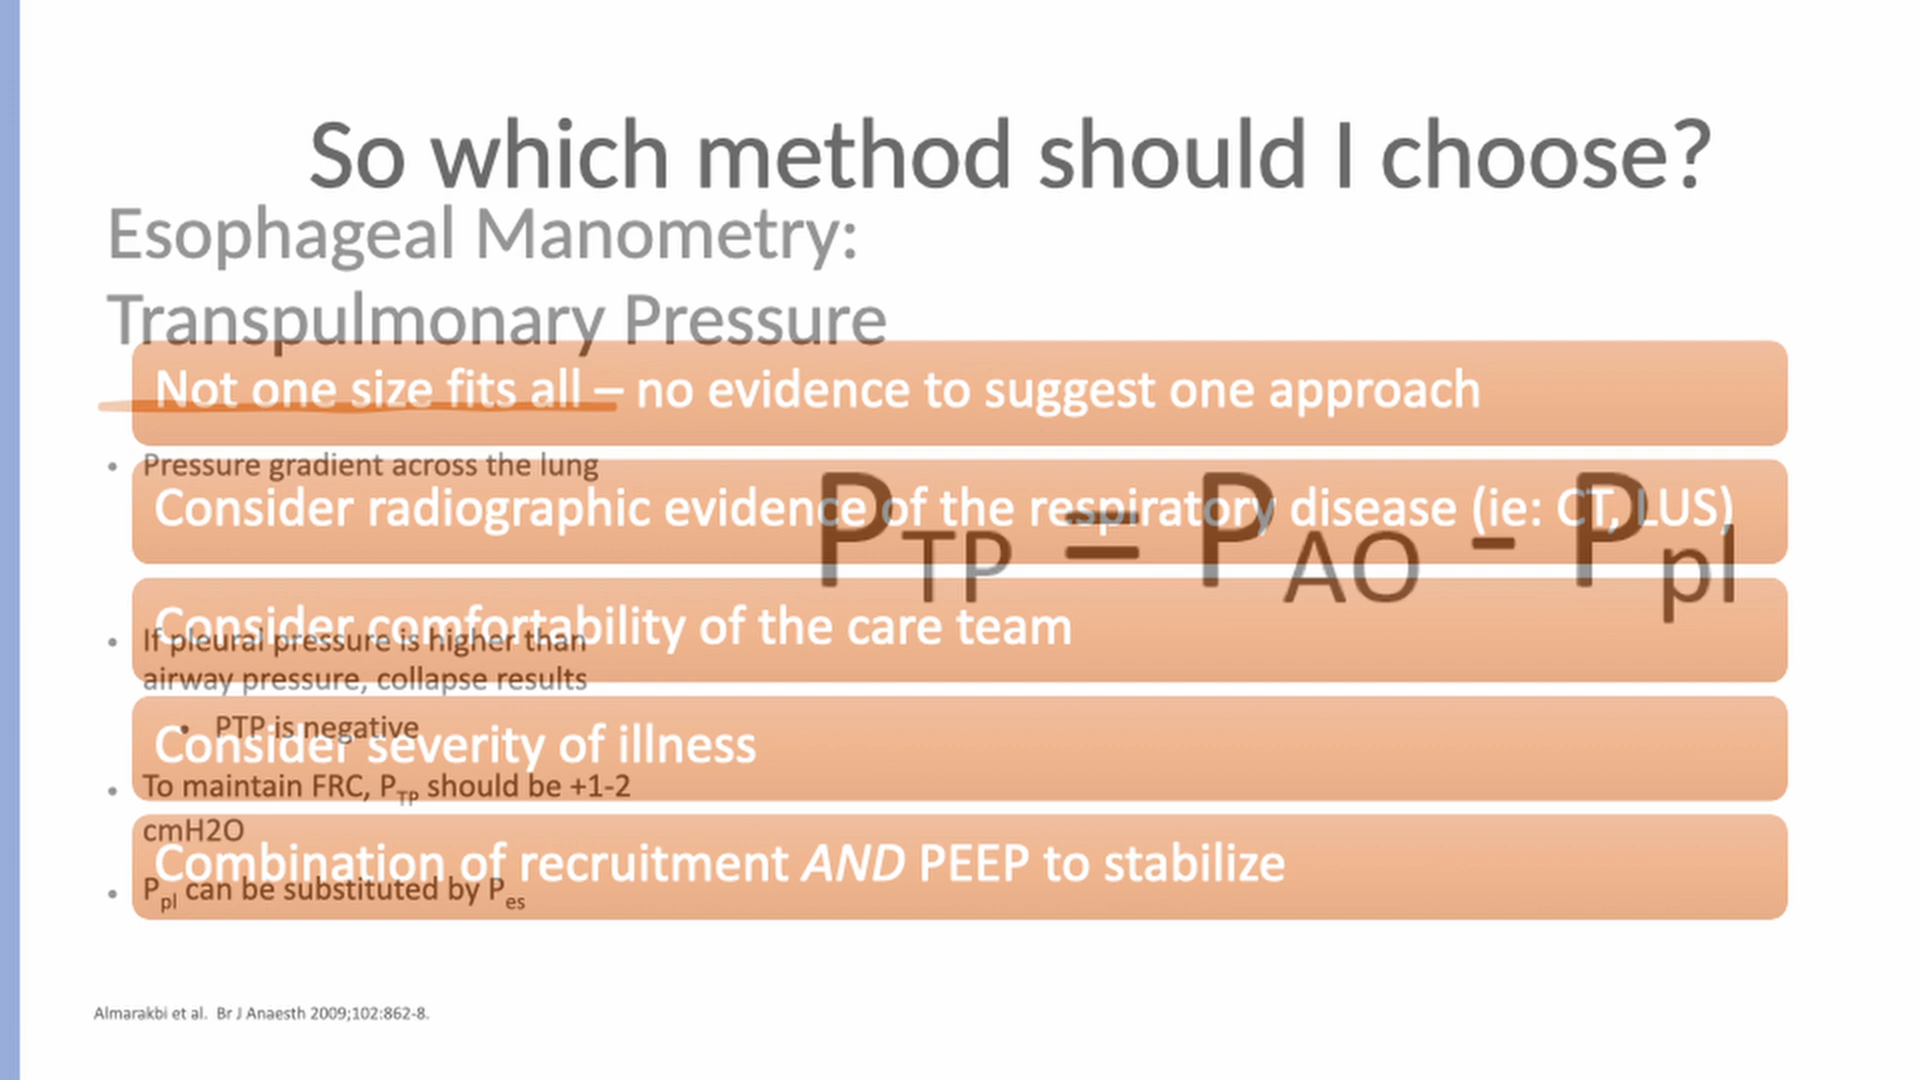 So which method should I choose?
Esophageal Manometry:
Transpulmonary Pressure
Not one size fits all – no evidence to suggest one approach
• Pressure gradient across the lung
Consider radiographic evidence of the respiratory disease (ie: CT, LUS)
PTP = PAO - Ppl
Consider comfortability of the care team
• If pleural pressure is higher than
airway pressure, collapse results
• PTP is negative
Consider severity of illness
• To maintain FRC, PTP should be +1-2
cmH2O
Combination of recruitment AND PEEP to stabilize
• Ppl can be substituted by Pes
Almarakbi et al. Br J Anaesth 2009;102:862-8.